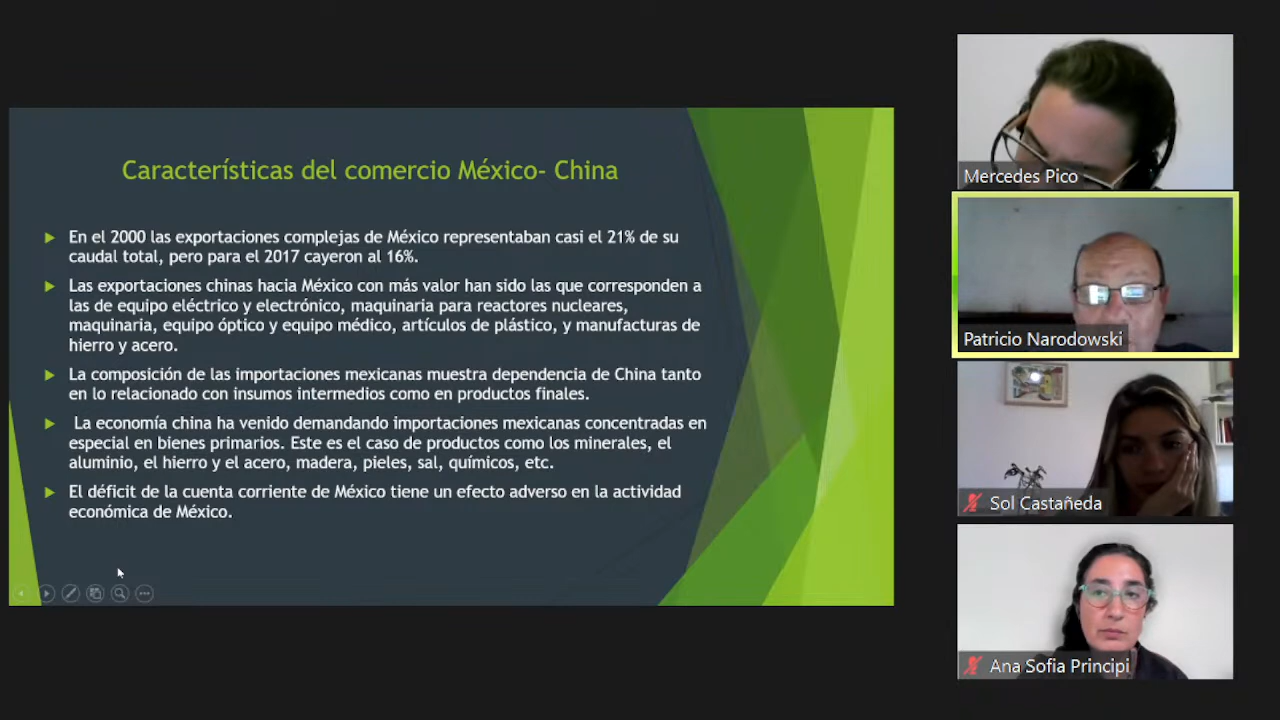 Características del comercio México- China
En el 2000 las exportaciones complejas de México representaban casi el 21% de su
caudal total, pero para el 2017 cayeron al 16%.
Las exportaciones chinas hacia México con más valor han sido las que corresponden a
las de equipo eléctrico y electrónico, maquinaria para reactores nucleares,
maquinaria, equipo óptico y equipo médico, artículos de plástico, y manufacturas de
hierro y acero.
La composición de las importaciones mexicanas muestra dependencia de China tanto
en lo relacionado con insumos intermedios como en productos finales.
La economía china ha venido demandando importaciones mexicanas concentradas en
especial en bienes primarios. Este es el caso de productos como los minerales, el
aluminio, el hierro y el acero, madera, pieles, sal, químicos, etc.
El déficit de la cuenta corriente de México tiene un efecto adverso en la actividad
económica de México.
Mercedes Pico
Patricio Narodowski
Sol Castañeda
Ana Sofia Principi